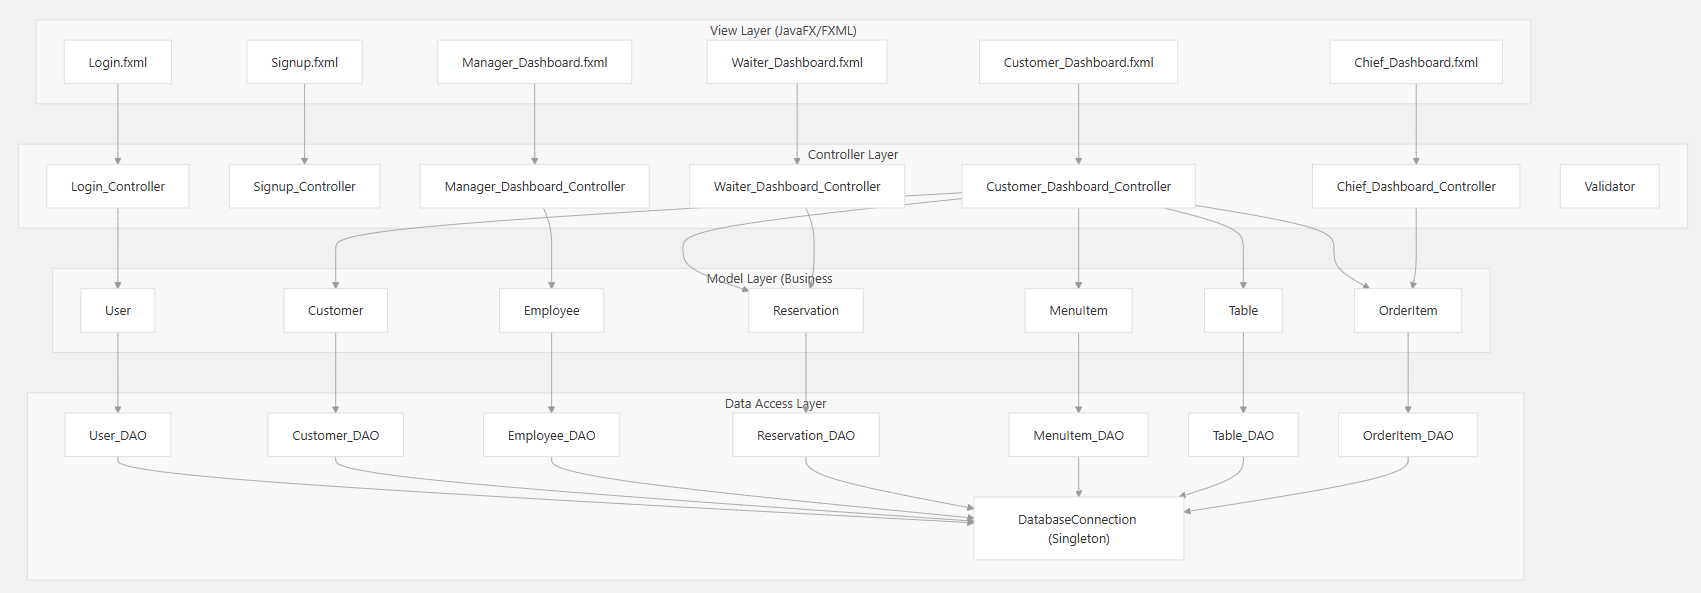 View Layer (JavaFX/FXML)
Login.fxml
Signup.fxml
Manager_Dashboard.fxml
Waiter_Dashboard.fxml
Customer_Dashboard.fxml
Chief_Dashboard.fxml
Controller Layer
Login_Controller
Signup_Controller
Manager_Dashboard_Controller
Waiter_Dashboard_Controller
Customer_Dashboard_Controller
Chief_Dashboard_Controller
Validator
Model Layer (Business
User
Customer
Employee
Reservation
MenuItem
Table
OrderItem
Data Access Layer
User_DAO
Customer_DAO
Employee_DAO
Reservation_DAO
MenuItem_DAO
Table_DAO
OrderItem_DAO
DatabaseConnection
(Singleton)